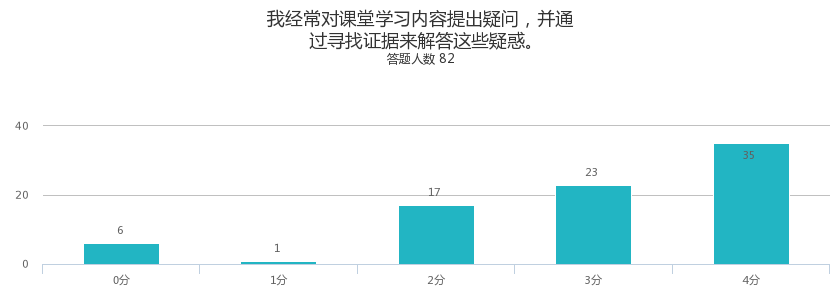 我经常对课堂学习内容提出疑问，并通
过寻找证据来解答这些疑惑。
答题人数 82
40
20
0
6
1
17
23
35
0分
1分
2分
3分
4分